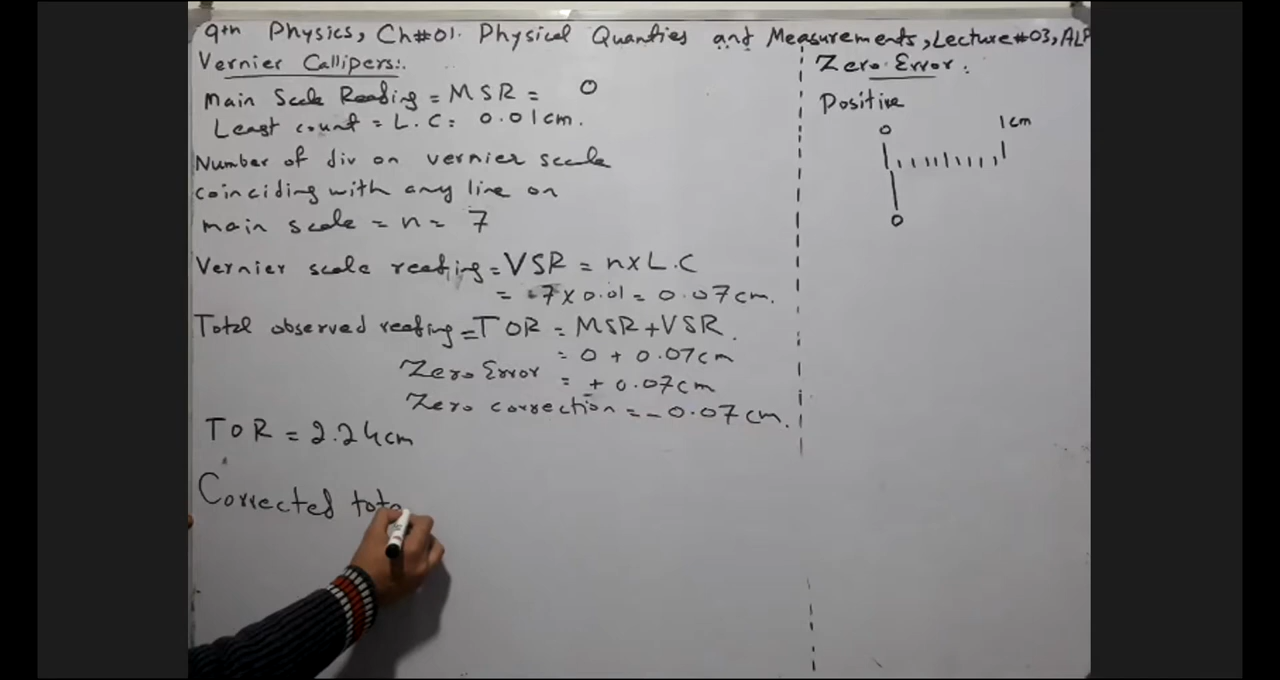 9th Physics, Ch#01. Physical Quanties and Measurements, Lecture#03, ALP
Vernier Callipers:.
Main Scale Reading = MSR = 0
Least count = L.C = 0.01cm.
Number of div on vernier scale
coinciding with any line on
main scale = n = 7
Vernier scale reading = VSR = n×L.C
= 7×0.01 = 0.07cm.
Total observed reading = TOR = MSR+VSR.
= 0 + 0.07cm
Zero Error = + 0.07cm
Zero correction = -0.07cm.
TOR = 2.24cm
Corrected tota
Zero Error:
Positive
0 1cm
0